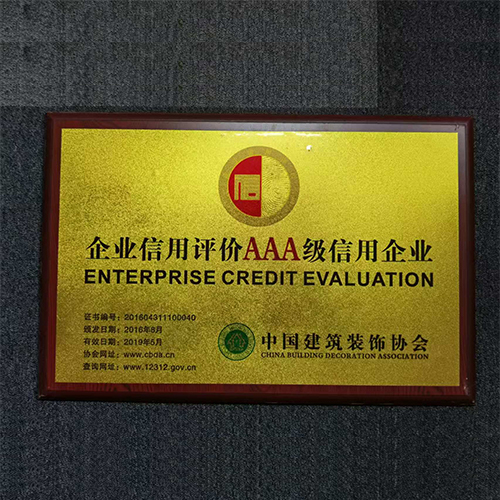 信
企业信用评价AAA级信用企业
ENTERPRISE CREDIT EVALUATION
证书编号：201604311100040
颁发日期：2016年6月
有效日期：2019年5月
协会网址：www.cbda.cn
查询网址：www.12312.gov.cn
中国建筑装饰协会
CHINA BUILDING DECORATION ASSOCIATION